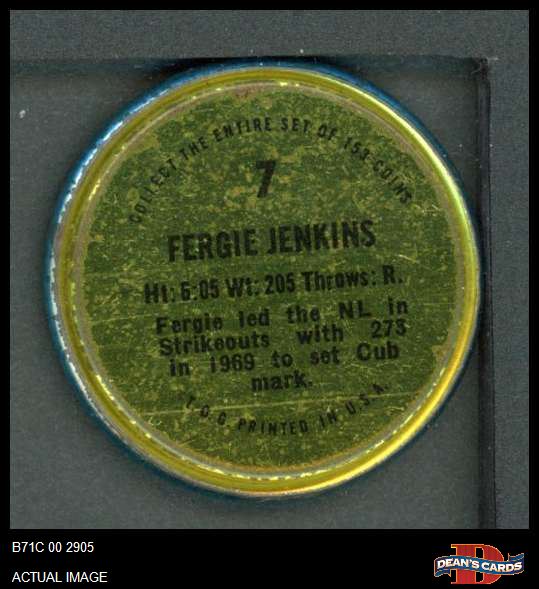 COLLECT THE ENTIRE SET OF 153 COINS
7
FERGIE JENKINS
Ht: 6:05 Wt: 205 Throws: R.
Fergie led the NL in
Strikeouts with 273
in 1969 to set Cub
mark.
T.C.G. PRINTED IN U.S.A.
B71C 00 2905
ACTUAL IMAGE
D
DEAN'S CARDS